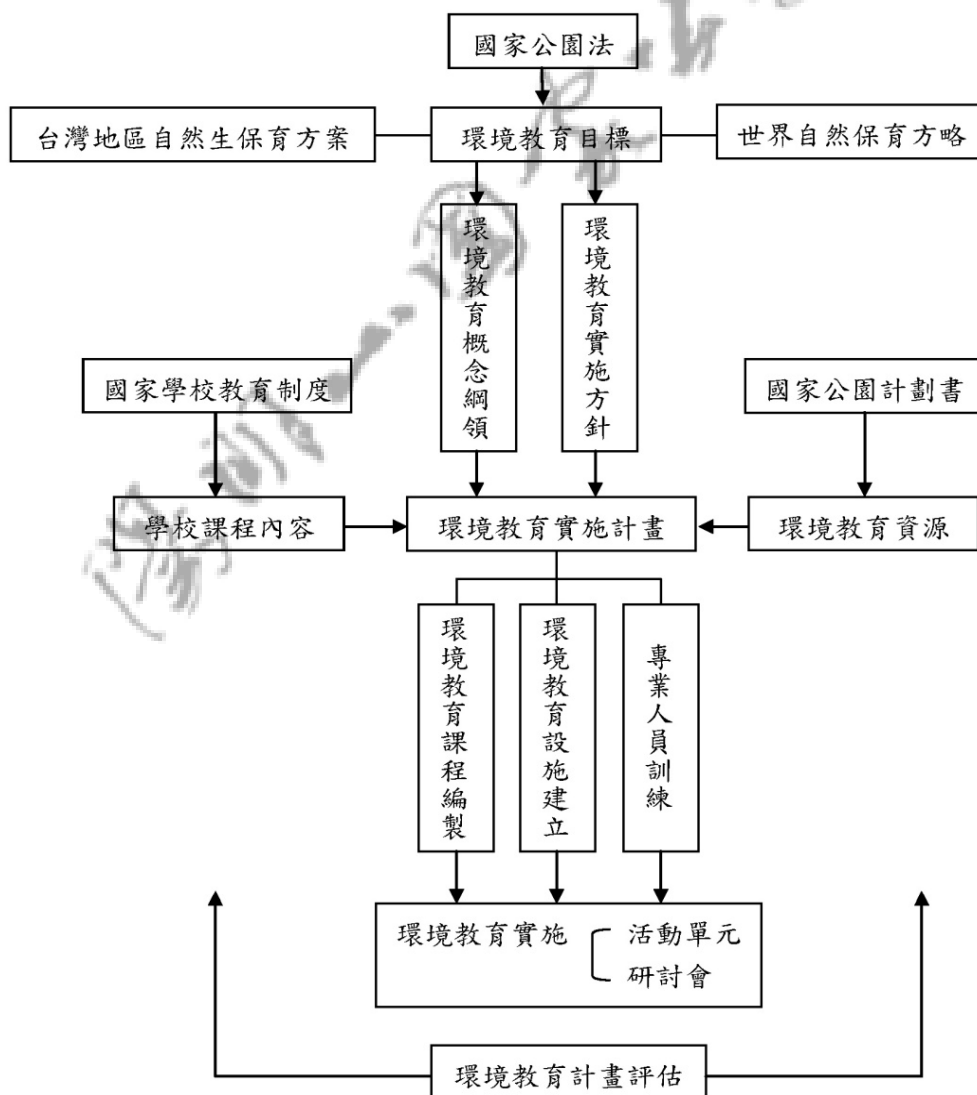 國家公園法
台灣地區自然生保育方案
環境教育目標
世界自然保育方略
環境教育概念綱領
環境教育實施方針
國家學校教育制度
國家公園計劃書
學校課程內容
環境教育實施計畫
環境教育資源
環境教育課程編製
環境教育設施建立
專業人員訓練
環境教育實施
活動單元
研討會
環境教育計畫評估